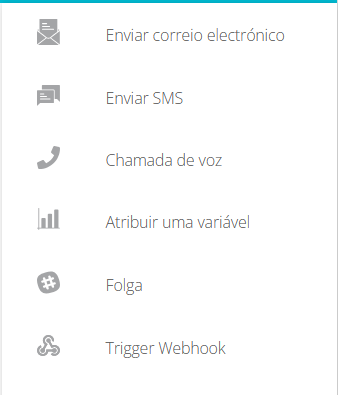 Enviar correio electrónico
Enviar SMS
Chamada de voz
Atribuir uma variável
Folga
Trigger Webhook